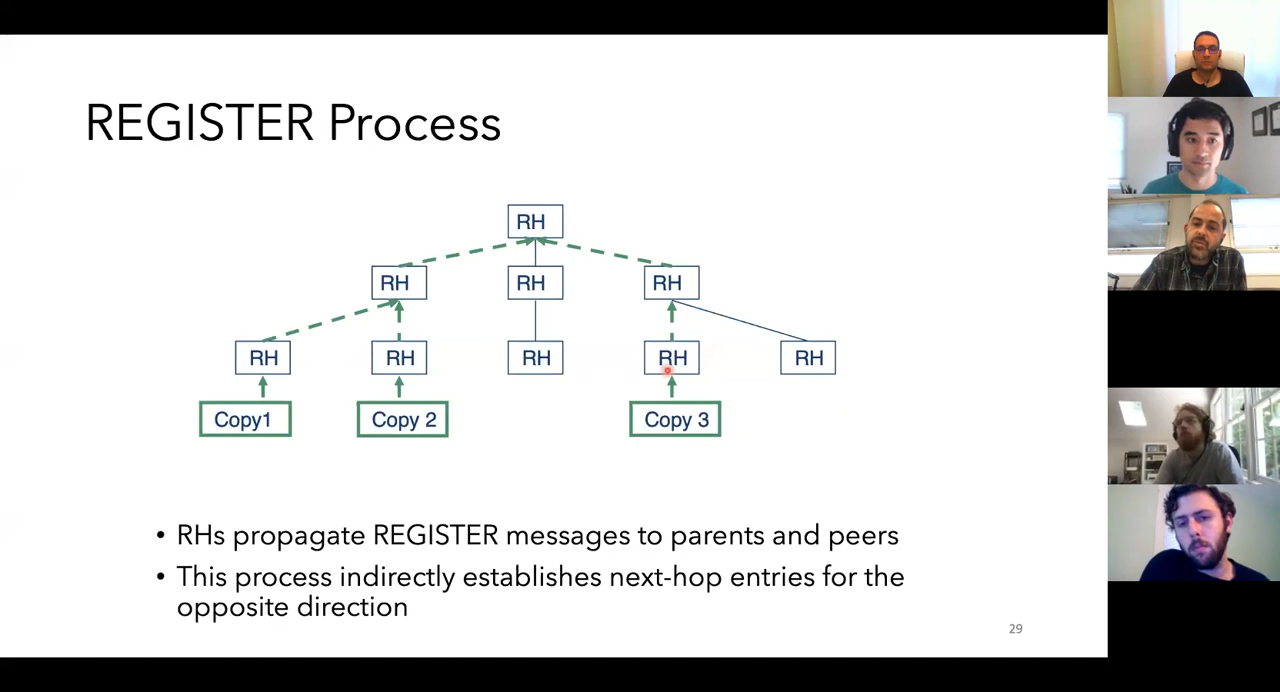 REGISTER Process
RH
RH
RH
RH
RH
RH
RH
RH
RH
Copy1
Copy 2
Copy 3
• RHs propagate REGISTER messages to parents and peers
• This process indirectly establishes next-hop entries for the
opposite direction
29